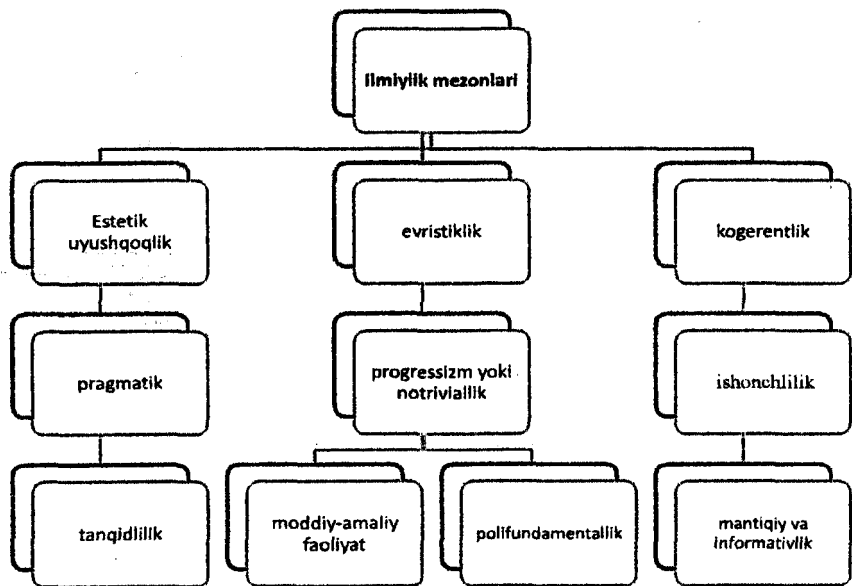 Ilmiylik mezonlari
Estetik
uyushqoqlik
evristiklik
kogerentlik
pragmatik
progressizm yoki
notriviallik
ishonchlilik
tanqidlilik
moddiy-amaliy
faoliyat
polifundamentallik
mantiqiy va
informativlik